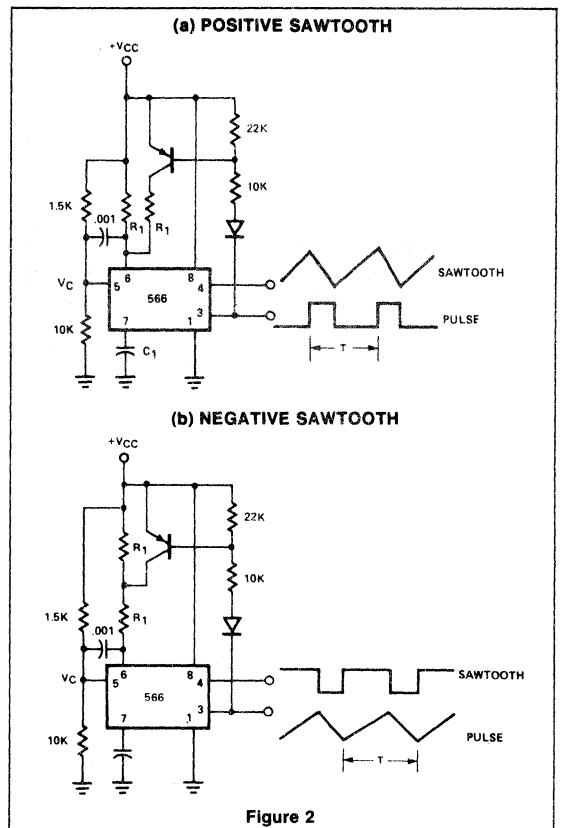 (a) POSITIVE SAWTOOTH
+VCC
22K
10K
1.5K
.001
R1
R1
VC
5
6
8
4
566
3
7
1
10K
C1
SAWTOOTH
PULSE
T
(b) NEGATIVE SAWTOOTH
+VCC
22K
R1
10K
1.5K
.001
R1
VC
5
6
8
4
566
3
7
1
10K
SAWTOOTH
PULSE
T
Figure 2